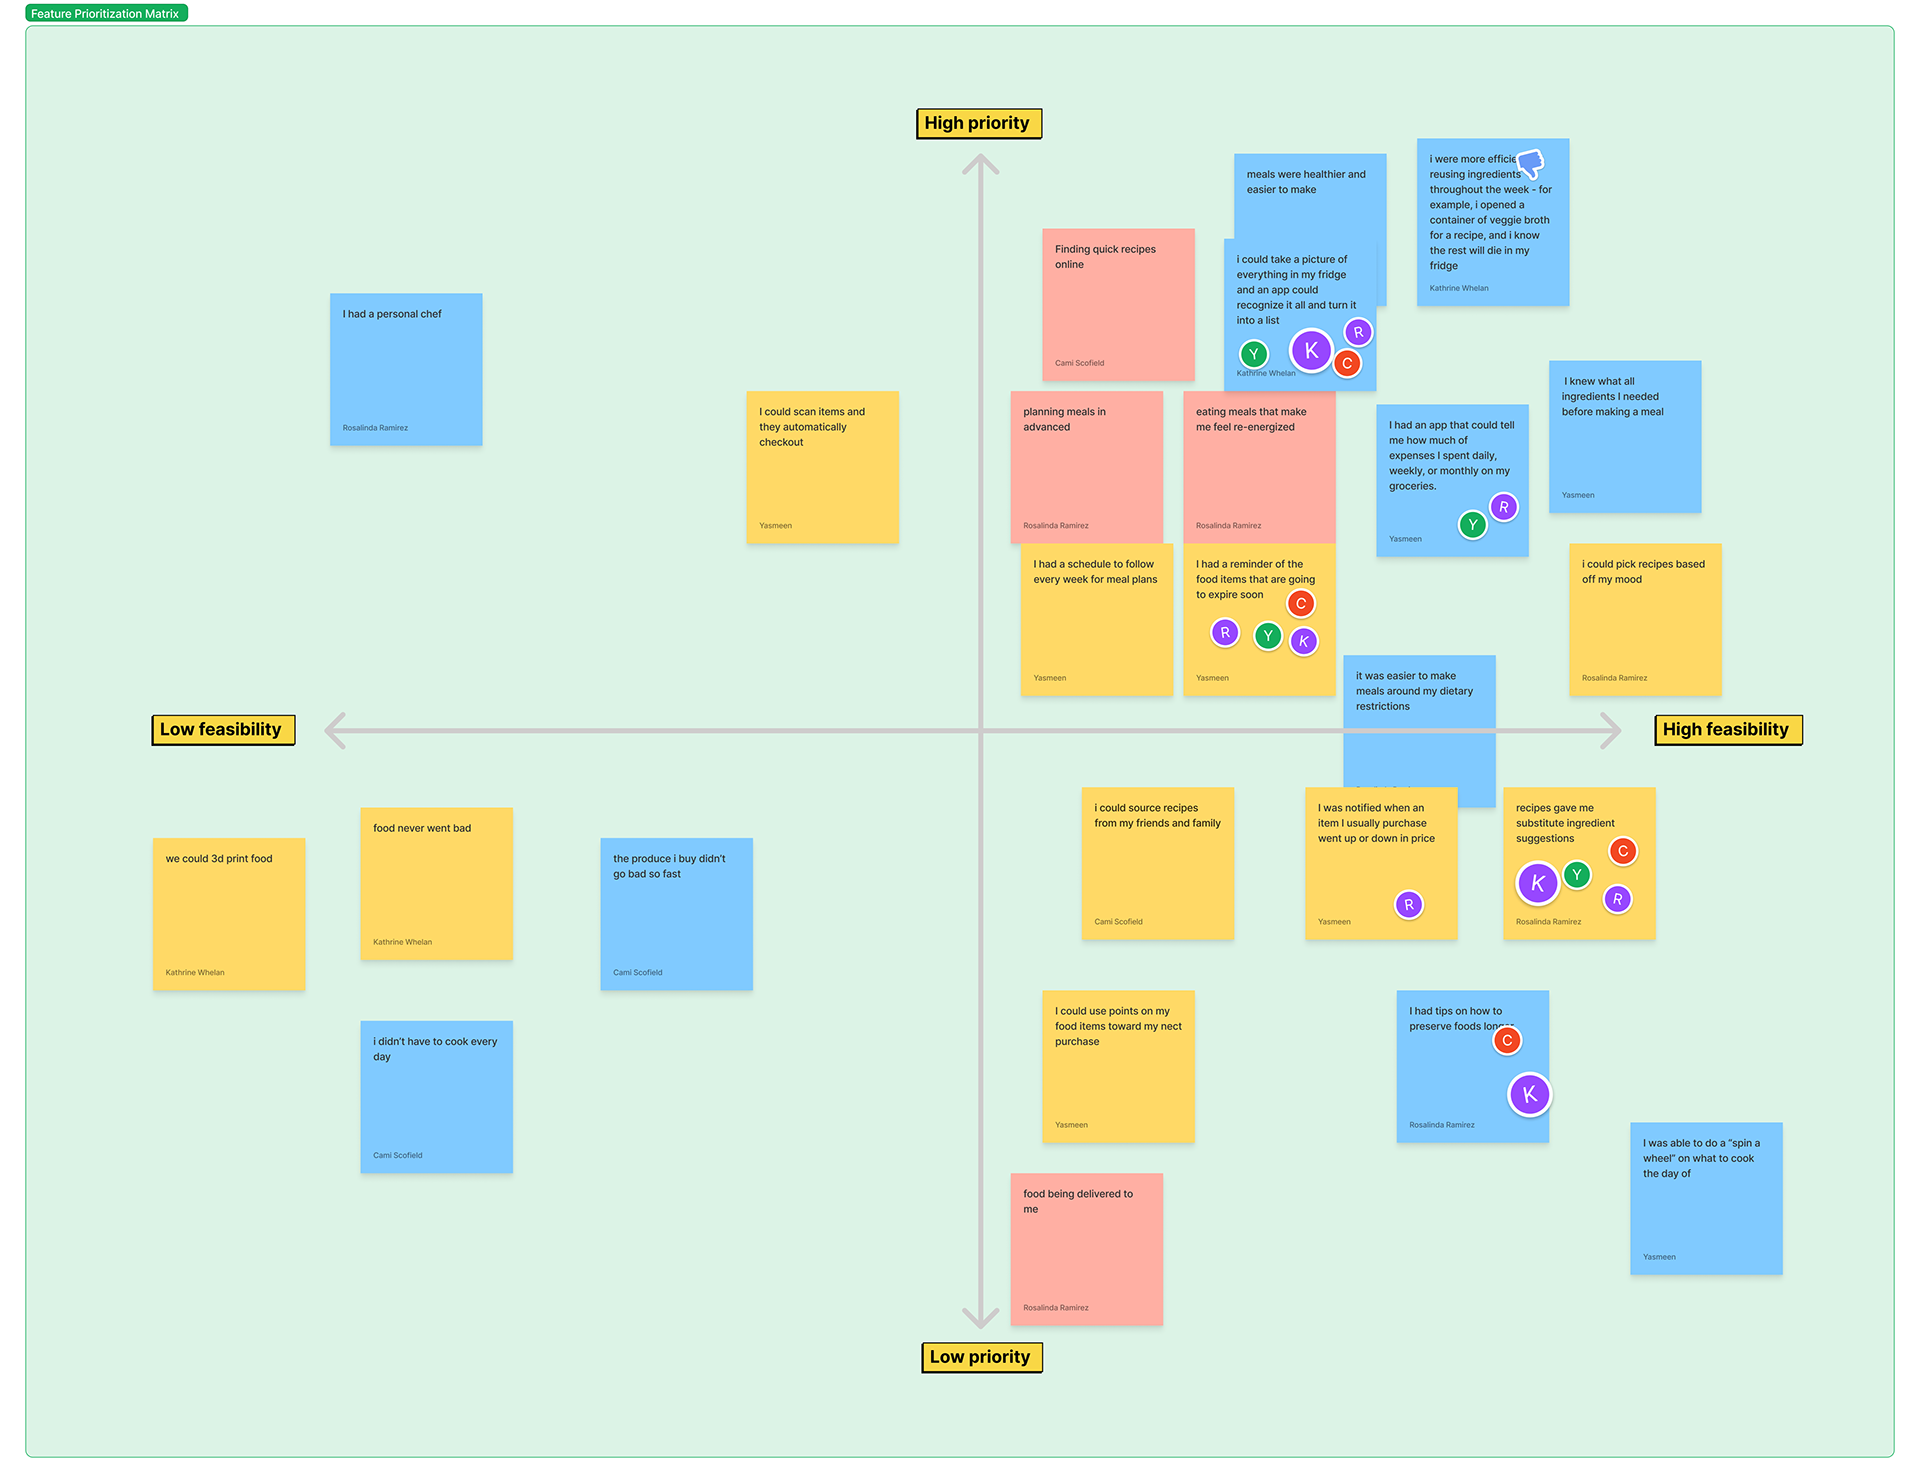 Feature Prioritization Matrix
High priority
meals were healthier and
easier to make
i were more
reusing ingredients
throughout the week - for
example, i opened a
container of veggie broth
for a recipe, and i know
the rest will die in my
fridge
Kathrine Whelan
Finding quick recipes
online
Cami Scofield
i could take a picture of
everything in my fridge
and an app could
recognize it all and turn it
into a list
Y
K
R
C
Kathrine Whelan
I had a personal chef
Rosalinda Ramirez
I could scan items and
they automatically
checkout
Yasmeen
planning meals in
advanced
Rosalinda Ramirez
eating meals that make
me feel re-energized
Rosalinda Ramirez
I had an app that could tell
me how much of
expenses I spent daily,
weekly, or monthly on my
groceries.
R
Y
Yasmeen
I knew what all
ingredients I needed
before making a meal
Yasmeen
I had a schedule to follow
every week for meal plans
Yasmeen
I had a reminder of the
food items that are going
to expire soon
C
R
Y
K
Yasmeen
i could pick recipes based
off my mood
Rosalinda Ramirez
it was easier to make
meals around my dietary
restrictions
Low feasibility
High feasibility
we could 3d print food
Kathrine Whelan
food never went bad
Kathrine Whelan
the produce i buy didn't
go bad so fast
Cami Scofield
i could source recipes
from my friends and family
Cami Scofield
I was notified when an
item I usually purchase
went up or down in price
R
Yasmeen
recipes gave me
substitute ingredient
suggestions
C
K
Y
R
Rosalinda Ramirez
i didn't have to cook every
day
Cami Scofield
I could use points on my
food items toward my nect
purchase
Yasmeen
I had tips on how to
preserve foods longer
C
K
Rosalinda Ramirez
I was able to do a "spin a
wheel" on what to cook
the day of
Yasmeen
food being delivered to
me
Rosalinda Ramirez
Low priority